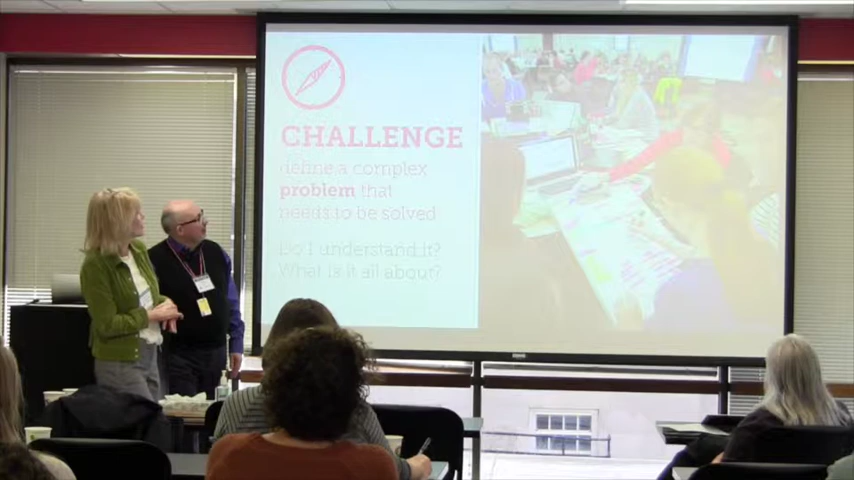 CHALLENGE
define a complex
problem that
needs to be solved
Do I understand it?
What is it all about?